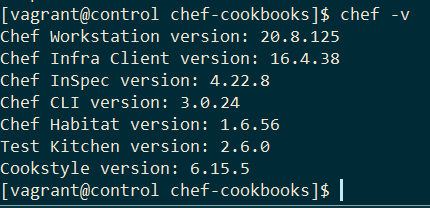 [vagrant@control chef-cookbooks]$ chef -v
Chef Workstation version: 20.8.125
Chef Infra Client version: 16.4.38
Chef InSpec version: 4.22.8
Chef CLI version: 3.0.24
Chef Habitat version: 1.6.56
Test Kitchen version: 2.6.0
Cookstyle version: 6.15.5
[vagrant@control chef-cookbooks]$